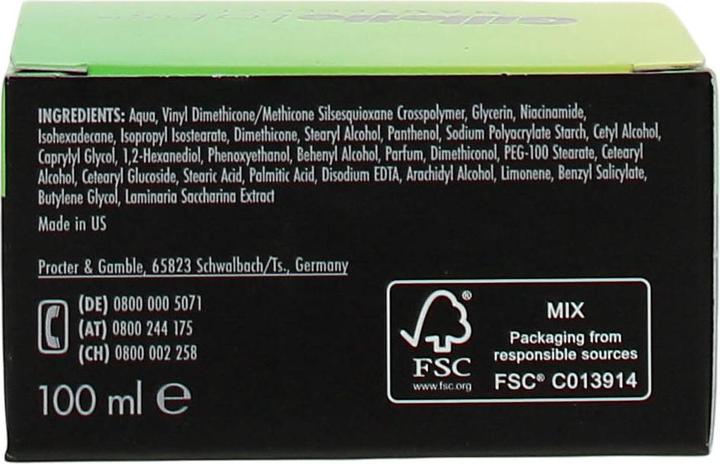 Gillette labs
INGREDIENTS: Aqua, Vinyl Dimethicone/Methicone Silsesquioxane Crosspolymer, Glycerin, Niacinamide,
Isohexadecane, Isopropyl Isostearate, Dimethicone, Stearyl Alcohol, Panthenol, Sodium Polyacrylate Starch, Cetyl Alcohol,
Caprylyl Glycol, 1,2-Hexanediol, Phenoxyethanol, Behenyl Alcohol, Parfum, Dimethiconol, PEG-100 Stearate, Cetearyl
Alcohol, Cetearyl Glucoside, Stearic Acid, Palmitic Acid, Disodium EDTA, Arachidyl Alcohol, Limonene, Benzyl Salicylate,
Butylene Glycol, Laminaria Saccharina Extract
Made in US
Procter & Gamble, 65823 Schwalbach/Ts., Germany
(DE) 0800 000 5071
(AT) 0800 244 175
(CH) 0800 002 258
100 ml e
FSC
www.fsc.org
MIX
Packaging from
responsible sources
FSC® C013914